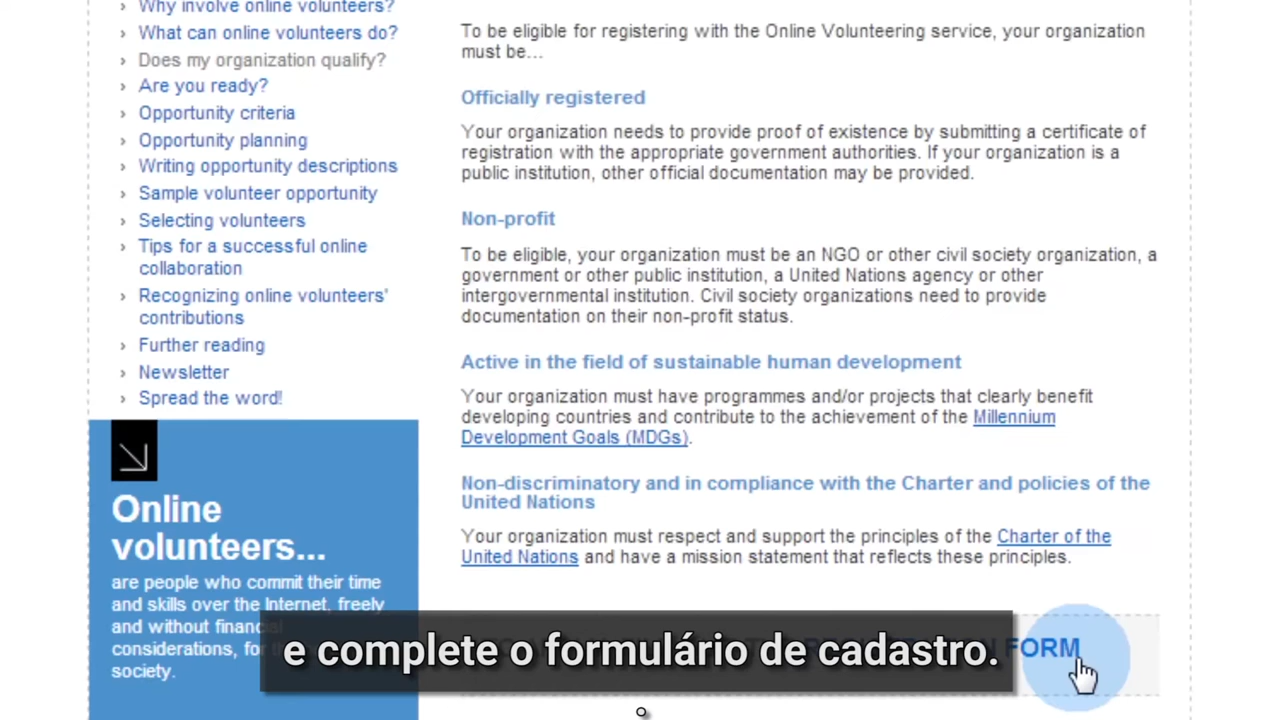 Why involve online volunteers?
What can online volunteers do?
Does my organization qualify?
Are you ready?
Opportunity criteria
Opportunity planning
Writing opportunity descriptions
Sample volunteer opportunity
Selecting volunteers
Tips for a successful online
collaboration
Recognizing online volunteers'
contributions
Further reading
Newsletter
Spread the word!
Online
volunteers...
are people who commit their time
and skills over the Internet, freely
and without financial
considerations, for
society.
To be eligible for registering with the Online Volunteering service, your organization
must be...
Officially registered
Your organization needs to provide proof of existence by submitting a certificate of
registration with the appropriate government authorities. If your organization is a
public institution, other official documentation may be provided.
Non-profit
To be eligible, your organization must be an NGO or other civil society organization, a
government or other public institution, a United Nations agency or other
intergovernmental institution. Civil society organizations need to provide
documentation on their non-profit status.
Active in the field of sustainable human development
Your organization must have programmes and/or projects that clearly benefit
developing countries and contribute to the achievement of the Millennium
Development Goals (MDGs).
Non-discriminatory and in compliance with the Charter and policies of the
United Nations
Your organization must respect and support the principles of the Charter of the
United Nations and have a mission statement that reflects these principles.
FORM
e complete o formulário de cadastro.